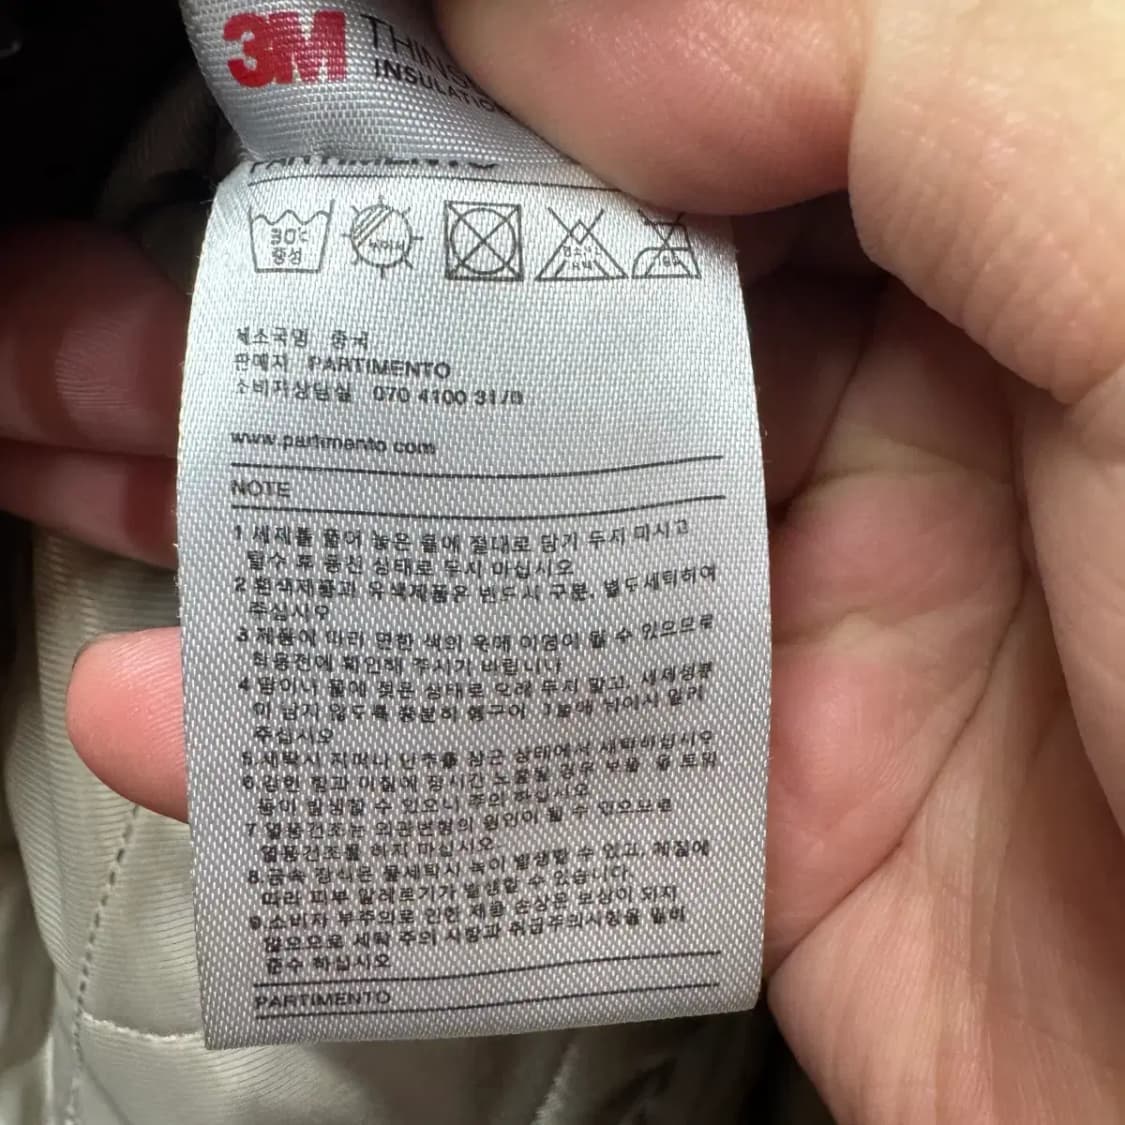 3M THINS
INSULATIO
PARTIMENTO
30℃
중성
뉘어서
제조국명 중국
판매자 PARTIMENTO
소비자상담실 070 4100
www.partimento.com
NOTE
1 세제를 풀어 놓은 물에 절대로 담가 두지 마시고
탈수 후 둥친 상태로 두시 마십시오
2 흰색제품과 유색제품은 반드시 구분, 별도세탁하여
주십시오
3 제품에 따라 면한 색의 옷에 이염이 될 수 있으므로
착용전에 확인해 주시기 바랍니다
4 땀이나 물에 젖은 상태로 오래 두지 말고, 세제성분
이 남지 않도록 충분히 헹구어 그늘에 뉘어서 말려
주십시오
5.세탁시 지퍼나 단추를 잠근 상태에서 세탁하십시오
6 강한 힘과 마찰에 장시간 노출될 경우 보풀 올 트임
등이 발생할 수 있으니 주의 하십시오
7 열풍건조는 외관변형의 원인이 될 수 있으므로
열풍건조를 하지 마십시오
8.금속 장식은 물세탁시 녹이 발생할 수 있고, 체질에
따라 피부 알레르기가 발생할 수 있습니다.
9.소비자 부주의로 인한 제품 손상은 보상이 되지
않으므로 세탁 주의 사항과 취급주의사항을 필히
준수 하십시오
PARTIMENTO